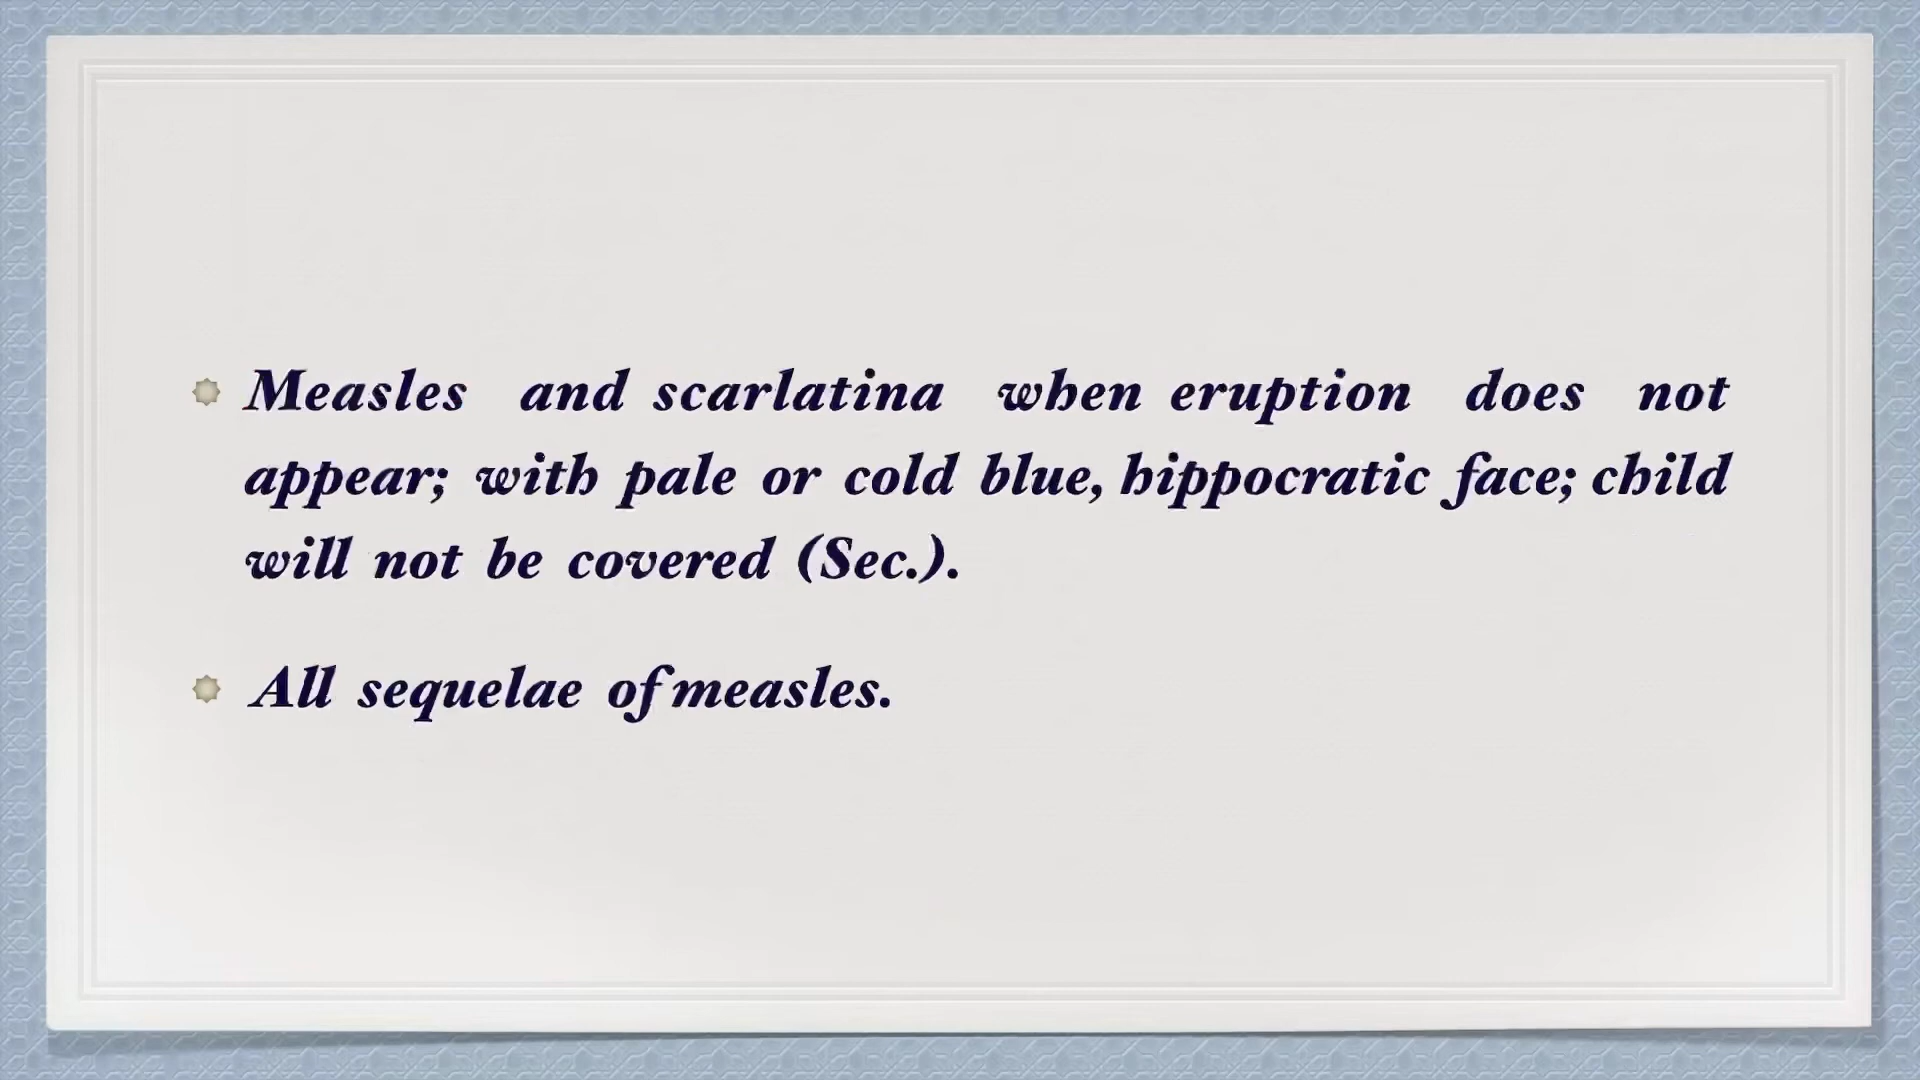 Measles and scarlatina when eruption does not
appear; with pale or cold blue, hippocratic face; child
will not be covered (Sec.).
All sequelae of measles.